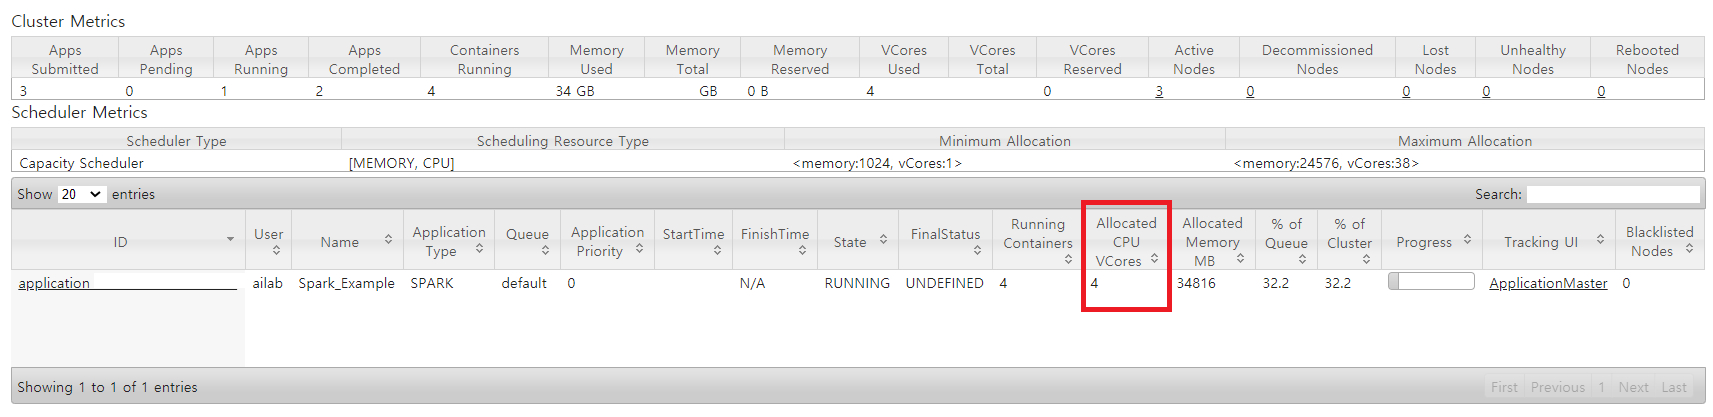 Cluster Metrics
Apps Submitted Apps Pending Apps Running Apps Completed Containers Running Memory Used Memory Total Memory Reserved VCores Used VCores Total VCores Reserved Active Nodes Decommissioned Nodes Lost Nodes Unhealthy Nodes Rebooted Nodes
3 0 1 2 4 34 GB GB 0 B 4 0 3 0 0 0 0
Scheduler Metrics
Scheduler Type Scheduling Resource Type Minimum Allocation Maximum Allocation
Capacity Scheduler [MEMORY, CPU] <memory:1024, vCores:1> <memory:24576, vCores:38>
Show 20 entries Search:
ID User Name Application Type Queue Application Priority StartTime FinishTime State FinalStatus Running Containers Allocated CPU VCores Allocated Memory MB % of Queue % of Cluster Progress Tracking UI Blacklisted Nodes
application ailab Spark_Example SPARK default 0 N/A RUNNING UNDEFINED 4 4 34816 32.2 32.2 ApplicationMaster 0
Showing 1 to 1 of 1 entries First Previous 1 Next Last